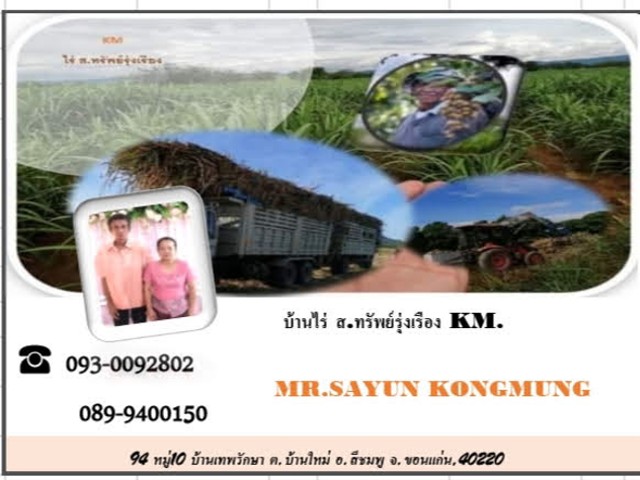 KM
ไร่ ส.ทรัพย์รุ่งเรือง
บ้านไร่ ส.ทรัพย์รุ่งเรือง KM.
☎ 093-0092802
MR.SAYUN KONGMUNG
089-9400150
94 หมู่10 บ้านเทพรักษา ต.บ้านใหม่ อ.สีชมพู จ.ขอนแก่น,40220